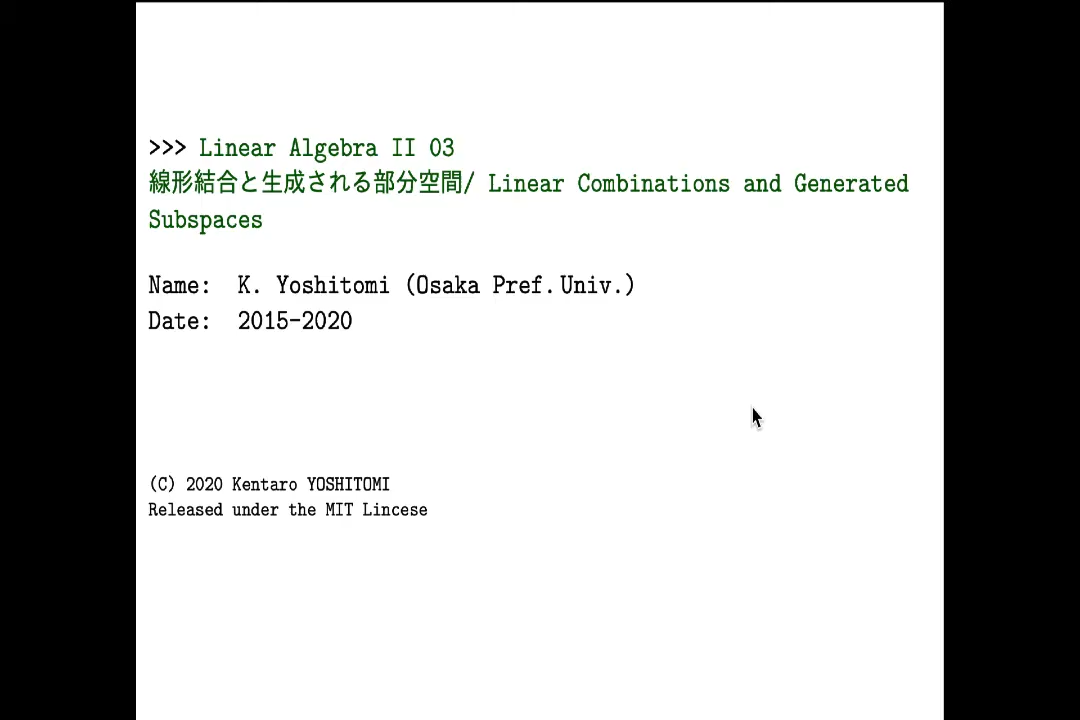 >>> Linear Algebra II 03
線形結合と生成される部分空間/ Linear Combinations and Generated
Subspaces
Name: K. Yoshitomi (Osaka Pref.Univ.)
Date: 2015-2020
(C) 2020 Kentaro YOSHITOMI
Released under the MIT Lincese